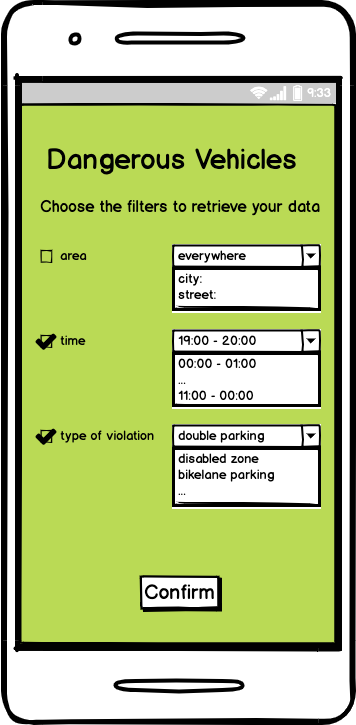 9:33
Dangerous Vehicles
Choose the filters to retrieve your data
area
everywhere
city:
street:
time
19:00 - 20:00
00:00 - 01:00
...
11:00 - 00:00
type of violation
double parking
disabled zone
bikelane parking
...
Confirm